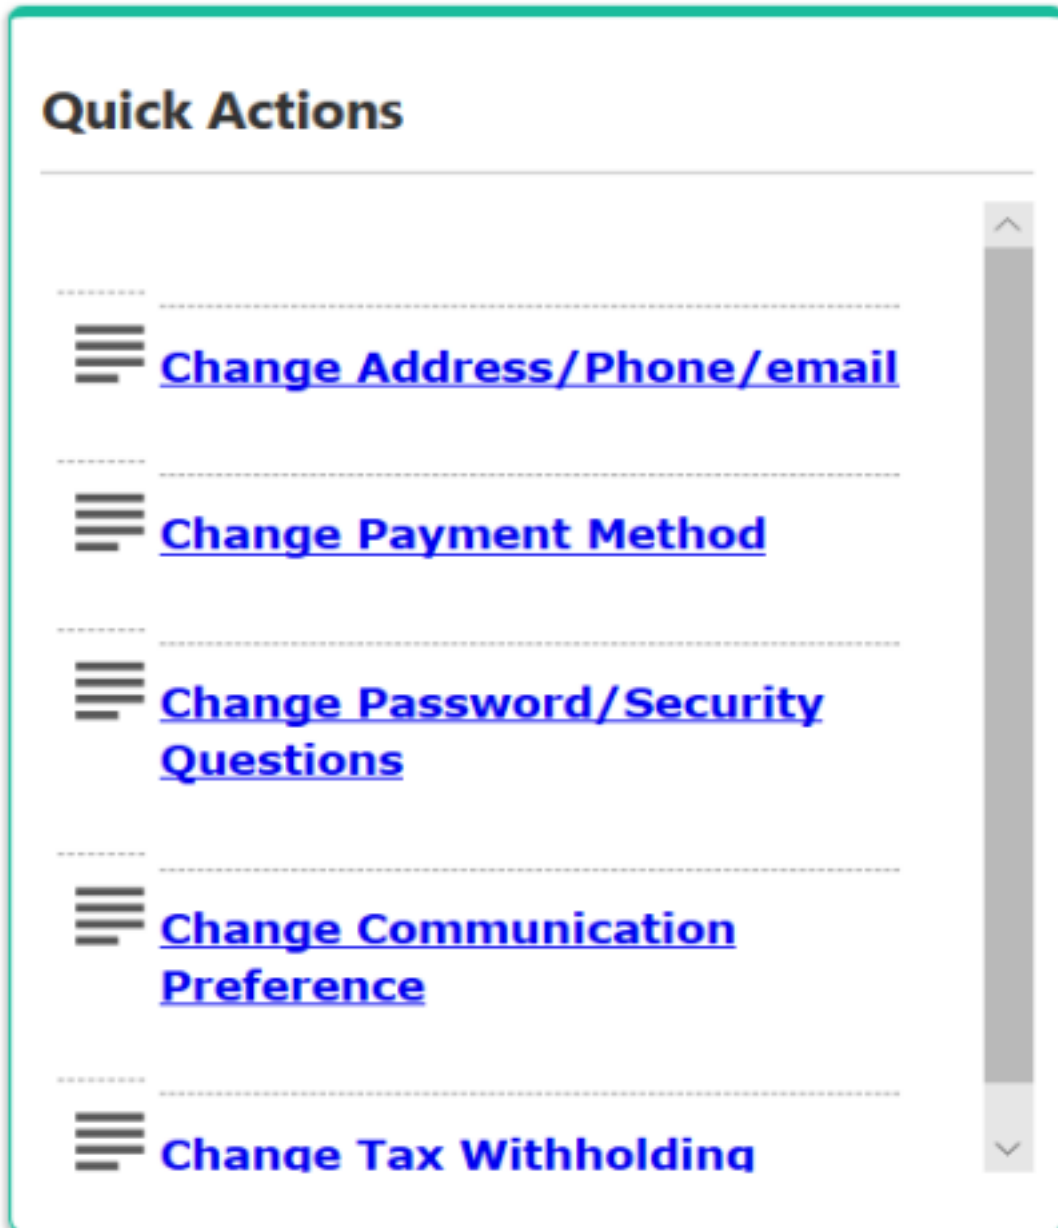 Quick Actions
Change Address/Phone/email
Change Payment Method
Change Password/Security
Questions
Change Communication
Preference
Change Tax Withholding